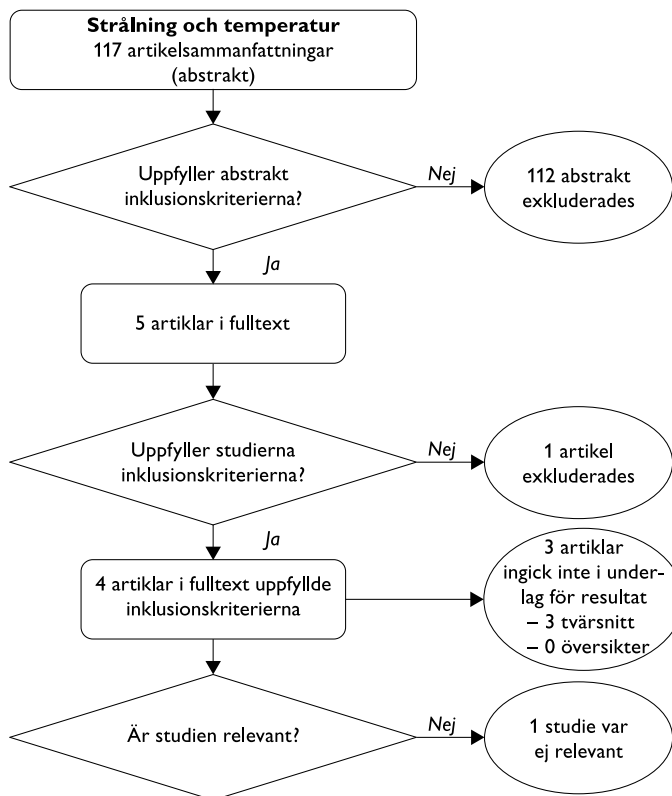 Strålning och temperatur
117 artikelsammanfattningar
(abstrakt)
Uppfyller abstrakt
inklusionskriterierna?
Nej
112 abstrakt
exkluderades
Ja
5 artiklar i fulltext
Uppfyller studierna
inklusionskriterierna?
Nej
1 artikel
exkluderades
Ja
4 artiklar i fulltext uppfyllde
inklusionskriterierna
3 artiklar
ingick inte i under-
lag för resultat
– 3 tvärsnitt
– 0 översikter
Är studien relevant?
Nej
1 studie var
ej relevant